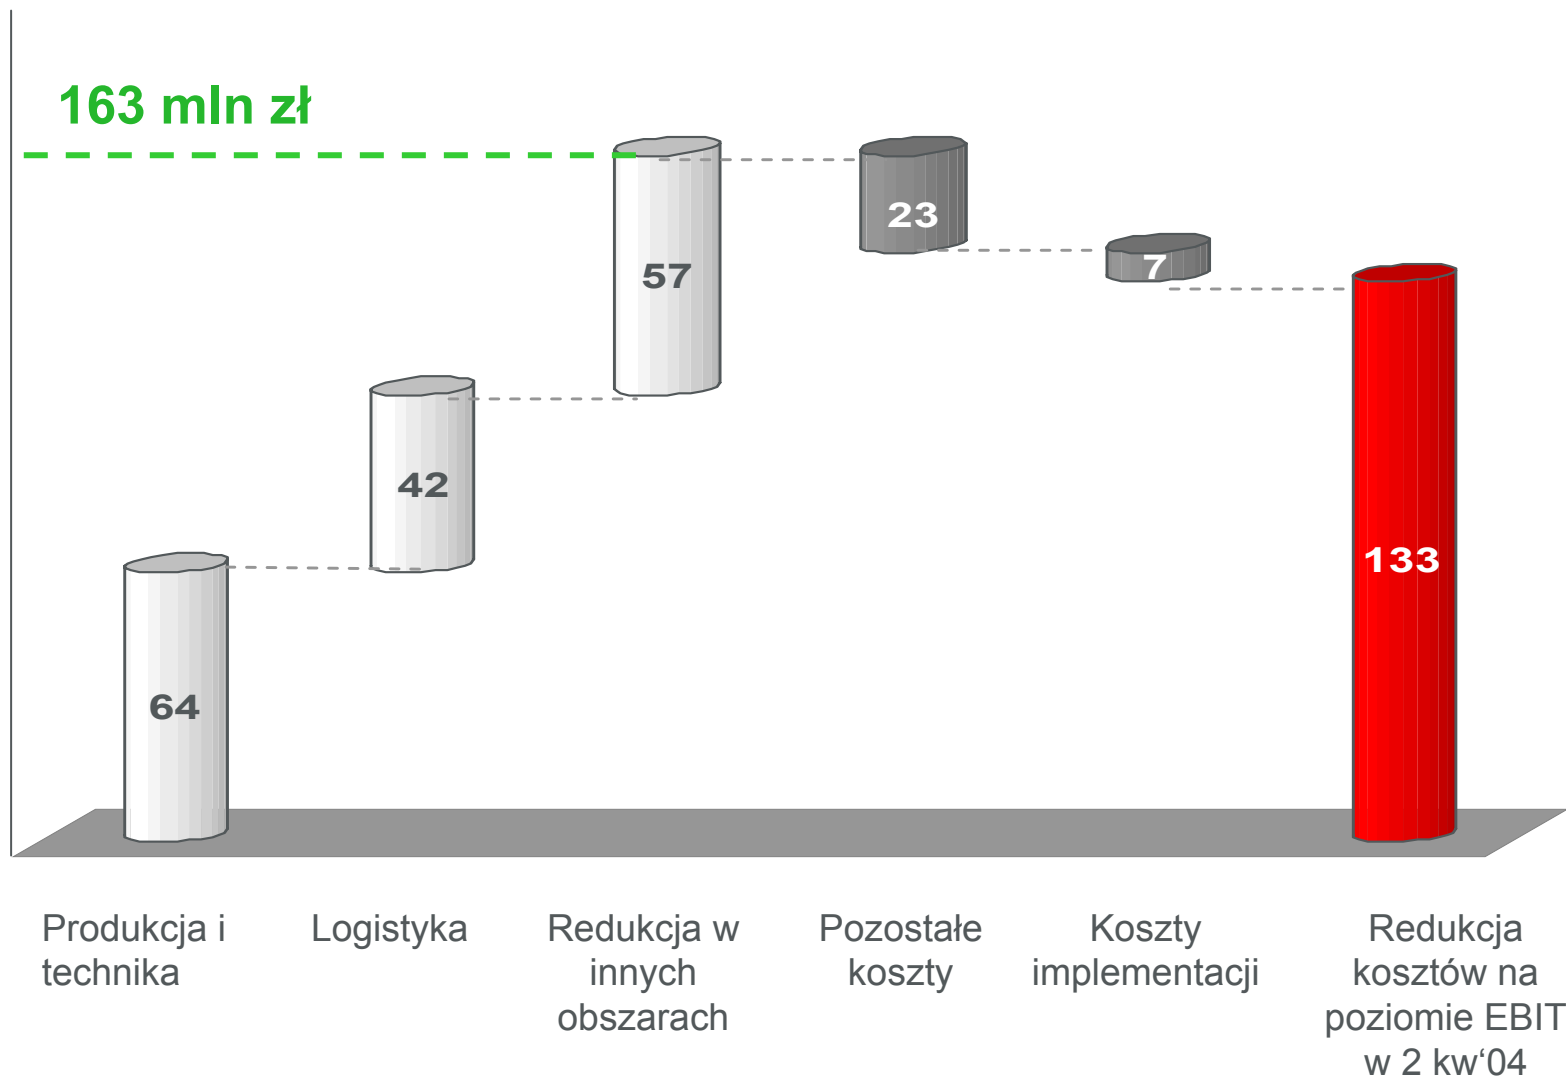 163 mln zł
57
23
7
42
133
64
Produkcja i
technika
Logistyka
Redukcja w
innych
obszarach
Pozostałe
koszty
Koszty
implementacji
Redukcja
kosztów na
poziomie EBIT
w 2 kw‘04